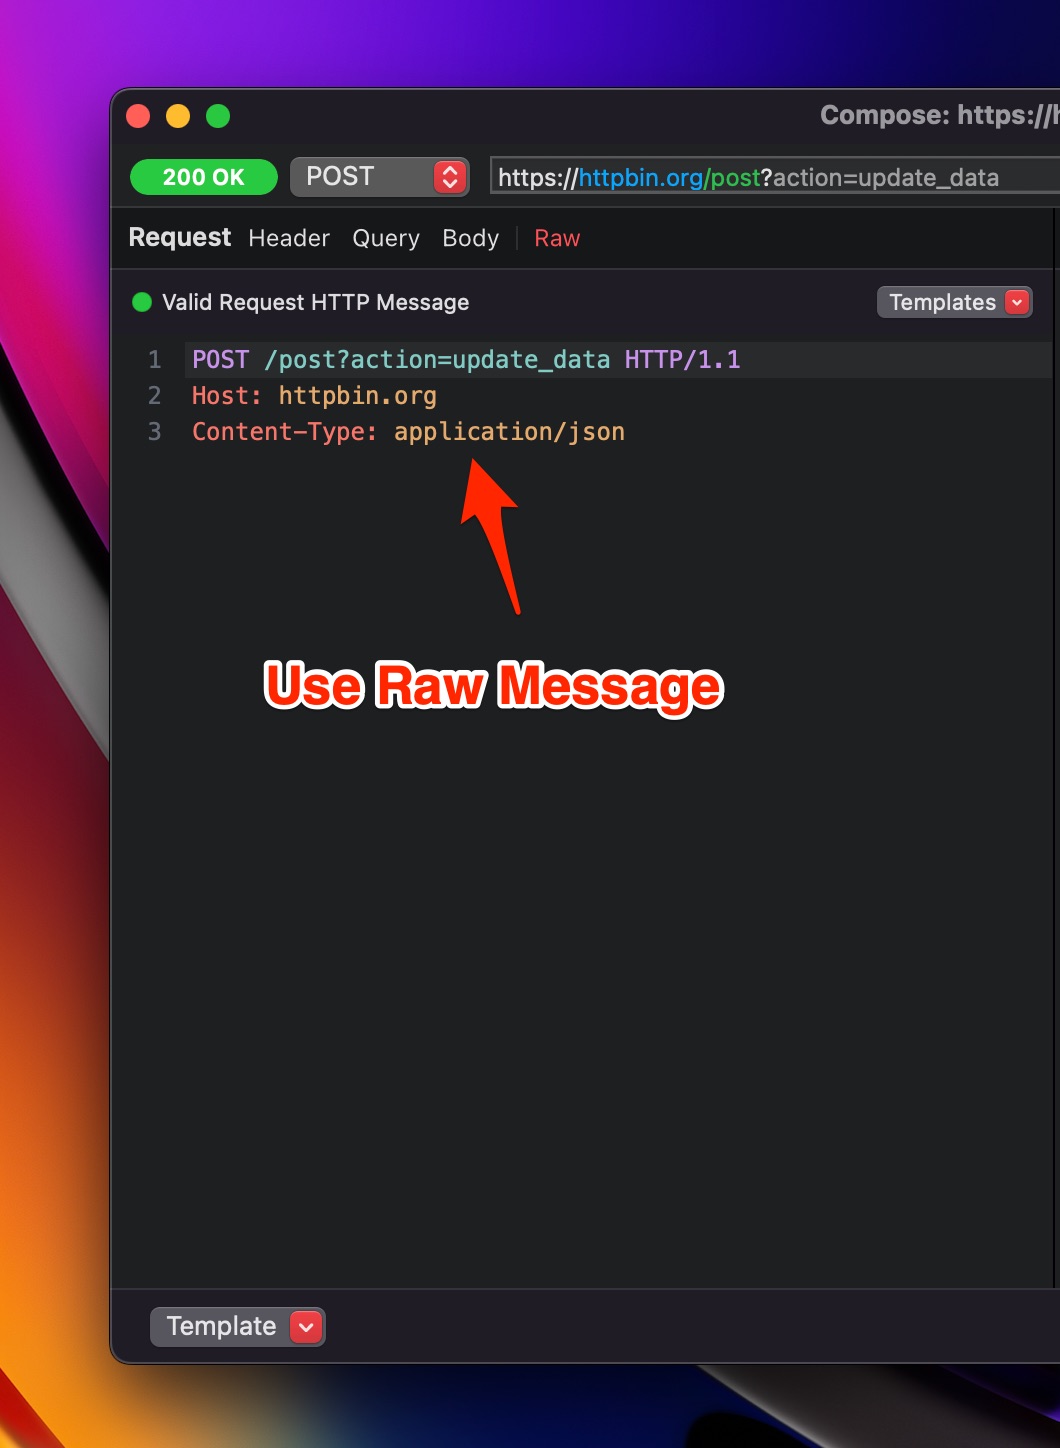 Compose: https://h
200 OK
POST
https://httpbin.org/post?action=update_data
Request Header Query Body Raw
Valid Request HTTP Message
Templates
1 POST /post?action=update_data HTTP/1.1
2 Host: httpbin.org
3 Content-Type: application/json
Use Raw Message
Template